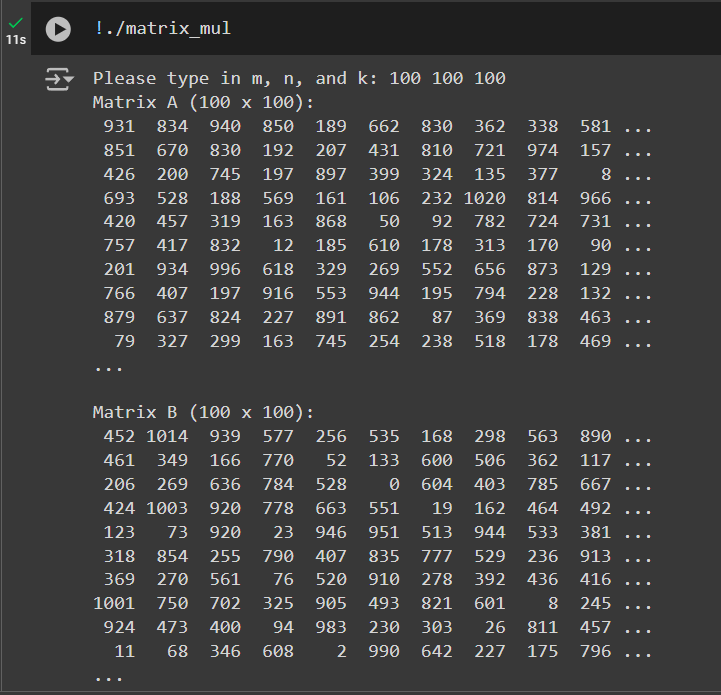 !./matrix_mul
11s
Please type in m, n, and k: 100 100 100
Matrix A (100 x 100):
931 834 940 850 189 662 830 362 338 581 ...
851 670 830 192 207 431 810 721 974 157 ...
426 200 745 197 897 399 324 135 377 8 ...
693 528 188 569 161 106 232 1020 814 966 ...
420 457 319 163 868 50 92 782 724 731 ...
757 417 832 12 185 610 178 313 170 90 ...
201 934 996 618 329 269 552 656 873 129 ...
766 407 197 916 553 944 195 794 228 132 ...
879 637 824 227 891 862 87 369 838 463 ...
79 327 299 163 745 254 238 518 178 469 ...
...
Matrix B (100 x 100):
452 1014 939 577 256 535 168 298 563 890 ...
461 349 166 770 52 133 600 506 362 117 ...
206 269 636 784 528 0 604 403 785 667 ...
424 1003 920 778 663 551 19 162 464 492 ...
123 73 920 23 946 951 513 944 533 381 ...
318 854 255 790 407 835 777 529 236 913 ...
369 270 561 76 520 910 278 392 436 416 ...
1001 750 702 325 905 493 821 601 8 245 ...
924 473 400 94 983 230 303 26 811 457 ...
11 68 346 608 2 990 642 227 175 796 ...
...